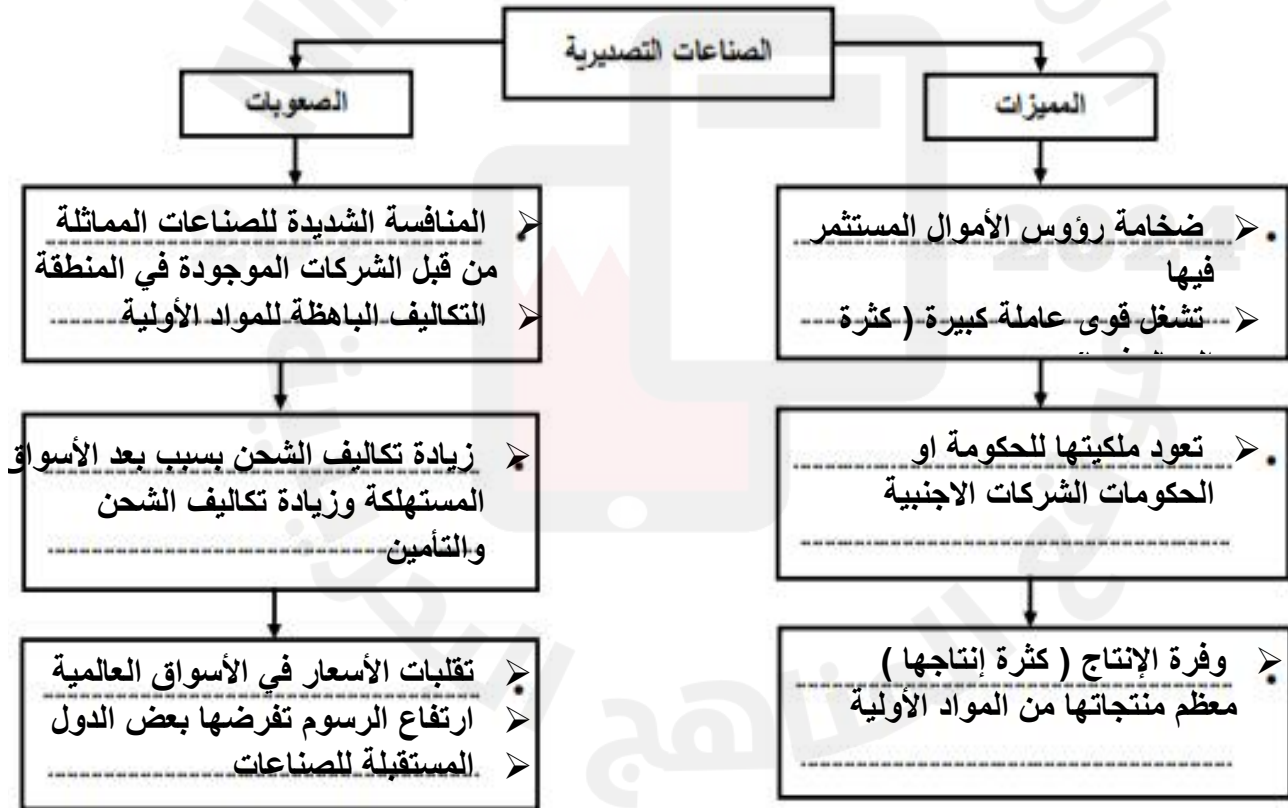 الصناعات التصديرية
المميزات
ضخامة رؤوس الأموال المستثمر
فيها
تشغل قوى عاملة كبيرة ( كثرة
تعود ملكيتها للحكومة او
الحكومات الشركات الاجنبية
وفرة الإنتاج ( كثرة إنتاجها )
معظم منتجاتها من المواد الأولية
الصعوبات
المنافسة الشديدة للصناعات المماثلة
من قبل الشركات الموجودة في المنطقة
التكاليف الباهظة للمواد الأولية
زيادة تكاليف الشحن بسبب بعد الأسواق
المستهلكة وزيادة تكاليف الشحن
والتأمين
تقلبات الأسعار في الأسواق العالمية
ارتفاع الرسوم تفرضها بعض الدول
المستقبلة للصناعات
2024